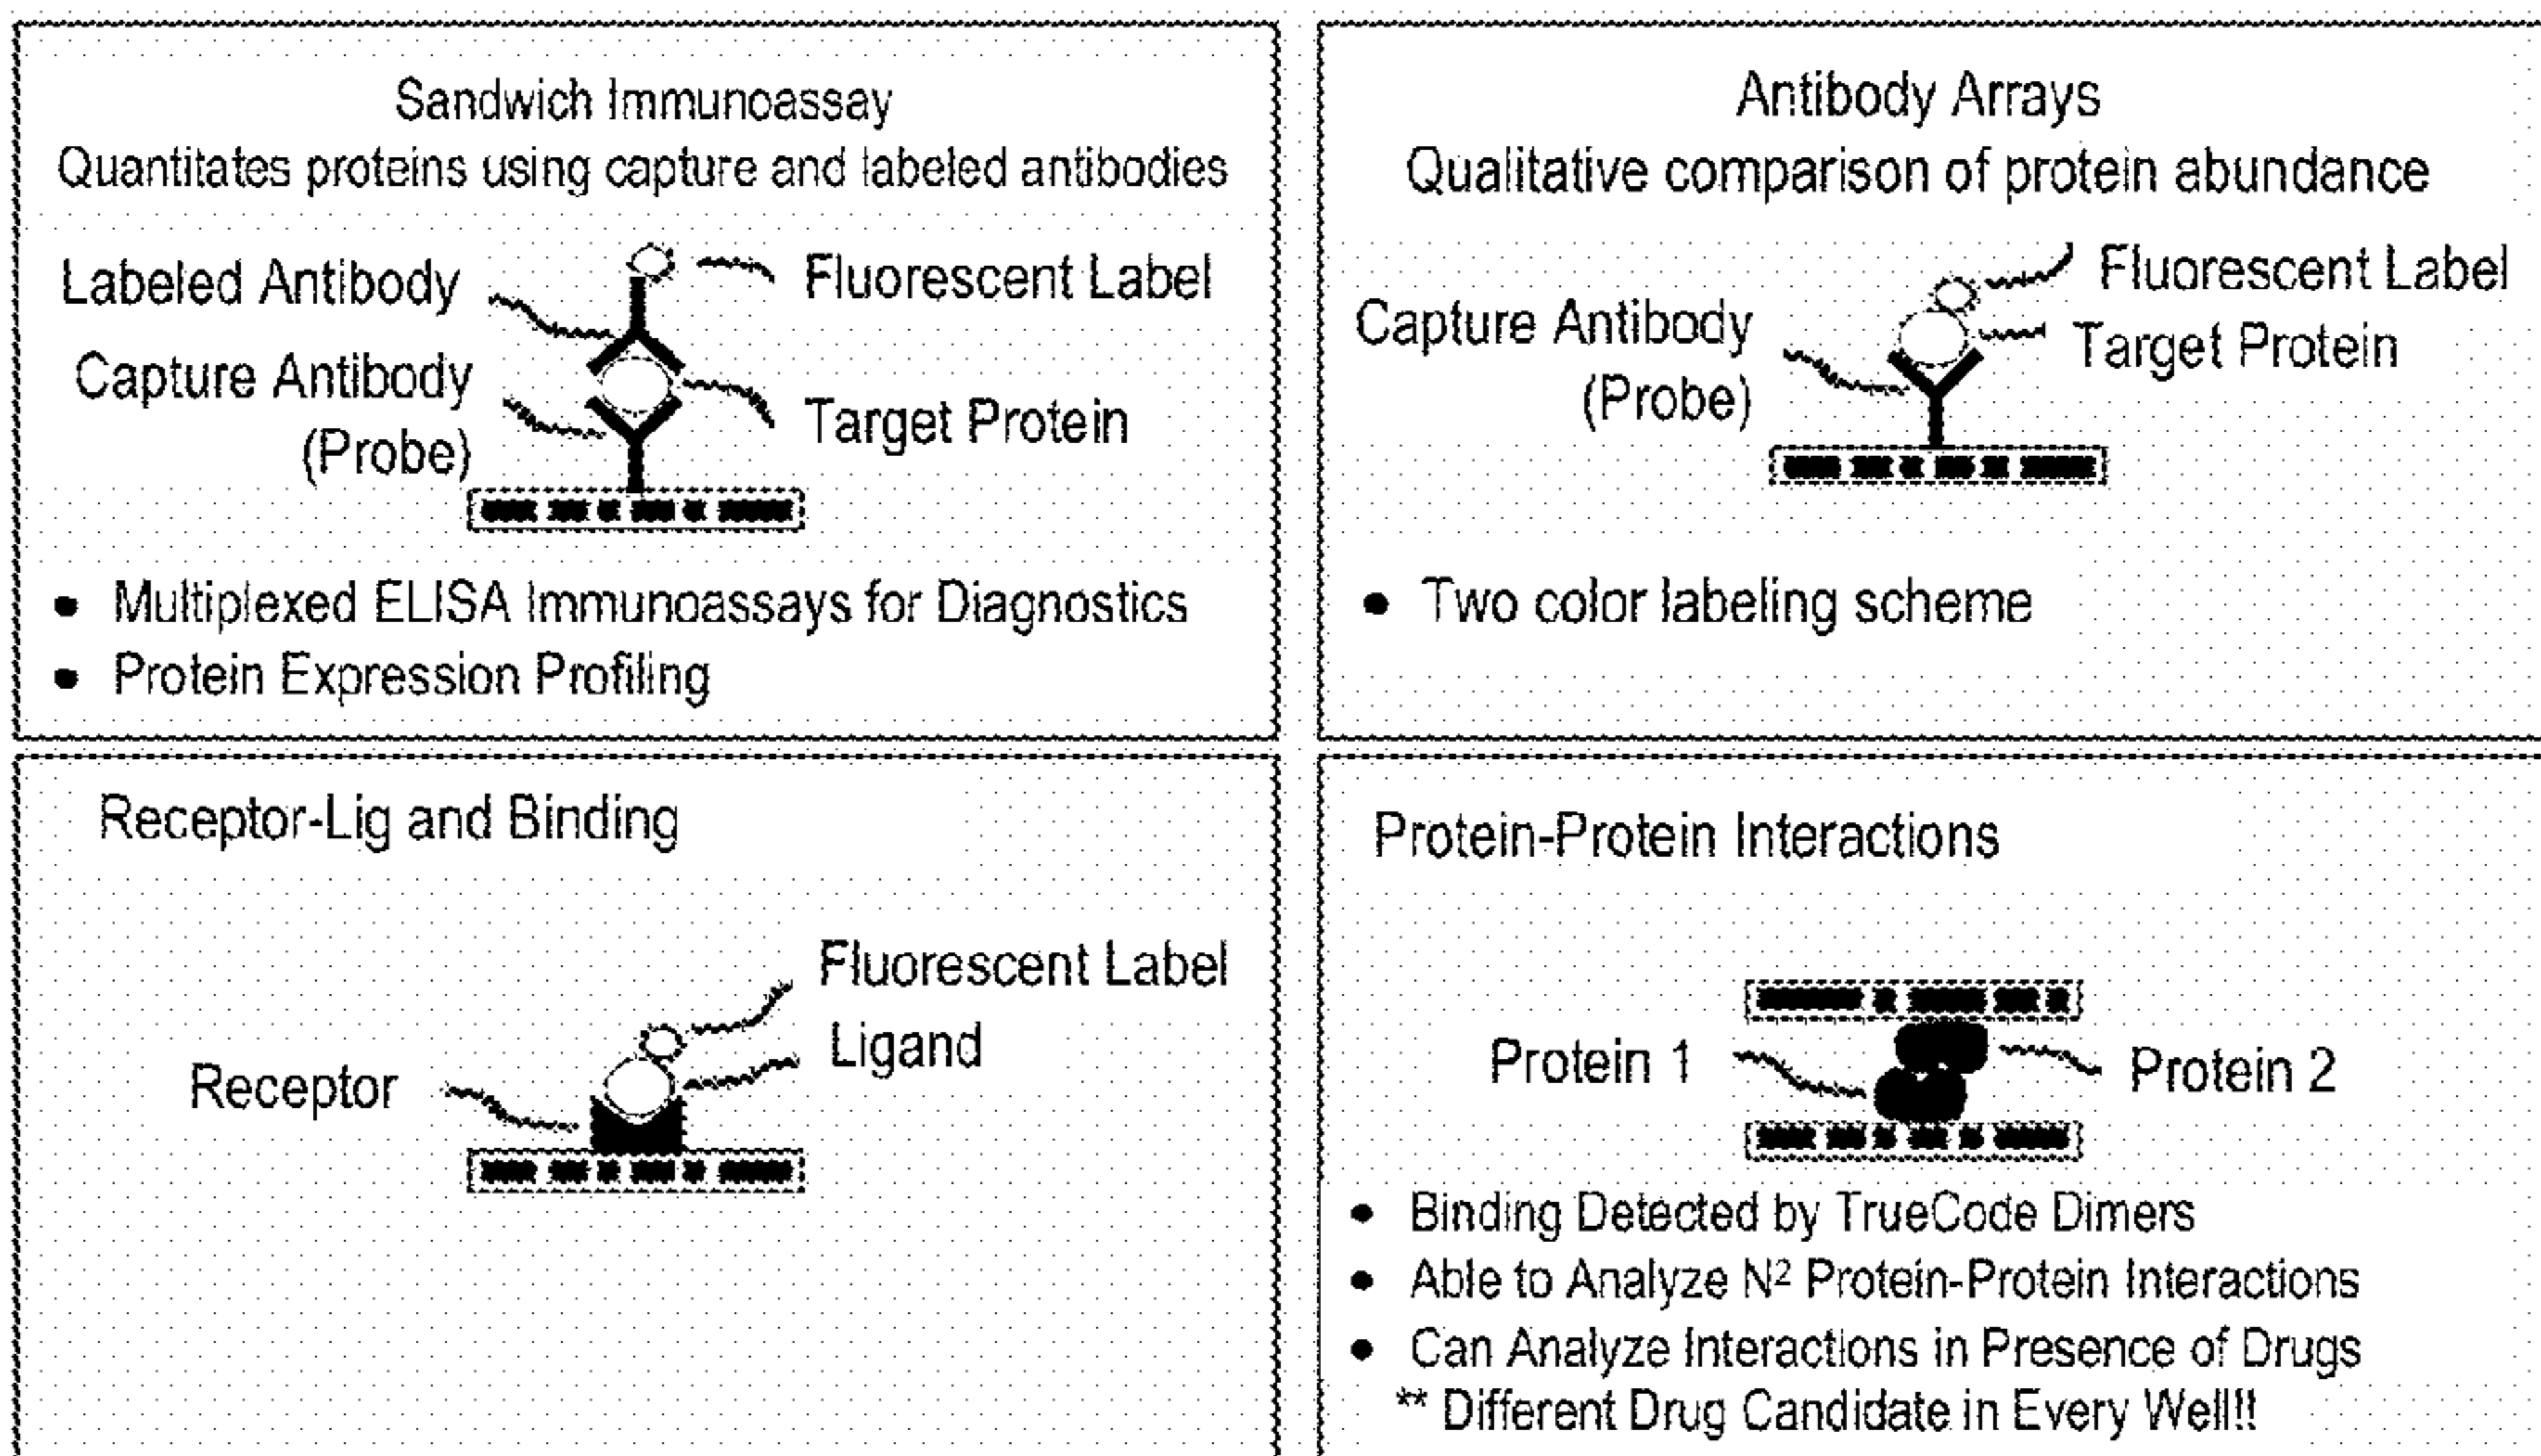 Sandwich Immunoassay
Quantitates proteins using capture and labeled antibodies
Labeled Antibody
Fluorescent Label
Capture Antibody
(Probe)
Target Protein
• Multiplexed ELISA Immunoassays for Diagnostics
• Protein Expression Profiling
Antibody Arrays
Qualitative comparison of protein abundance
Fluorescent Label
Capture Antibody
(Probe)
Target Protein
• Two color labeling scheme
Receptor-Lig and Binding
Fluorescent Label
Ligand
Receptor
Protein-Protein Interactions
Protein 1
Protein 2
• Binding Detected by TrueCode Dimers
• Able to Analyze N² Protein-Protein Interactions
• Can Analyze Interactions in Presence of Drugs
** Different Drug Candidate in Every Well!!